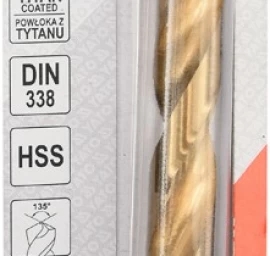 COATED
POWŁOKA Z
TYTANU
DIN
338
HSS
135°